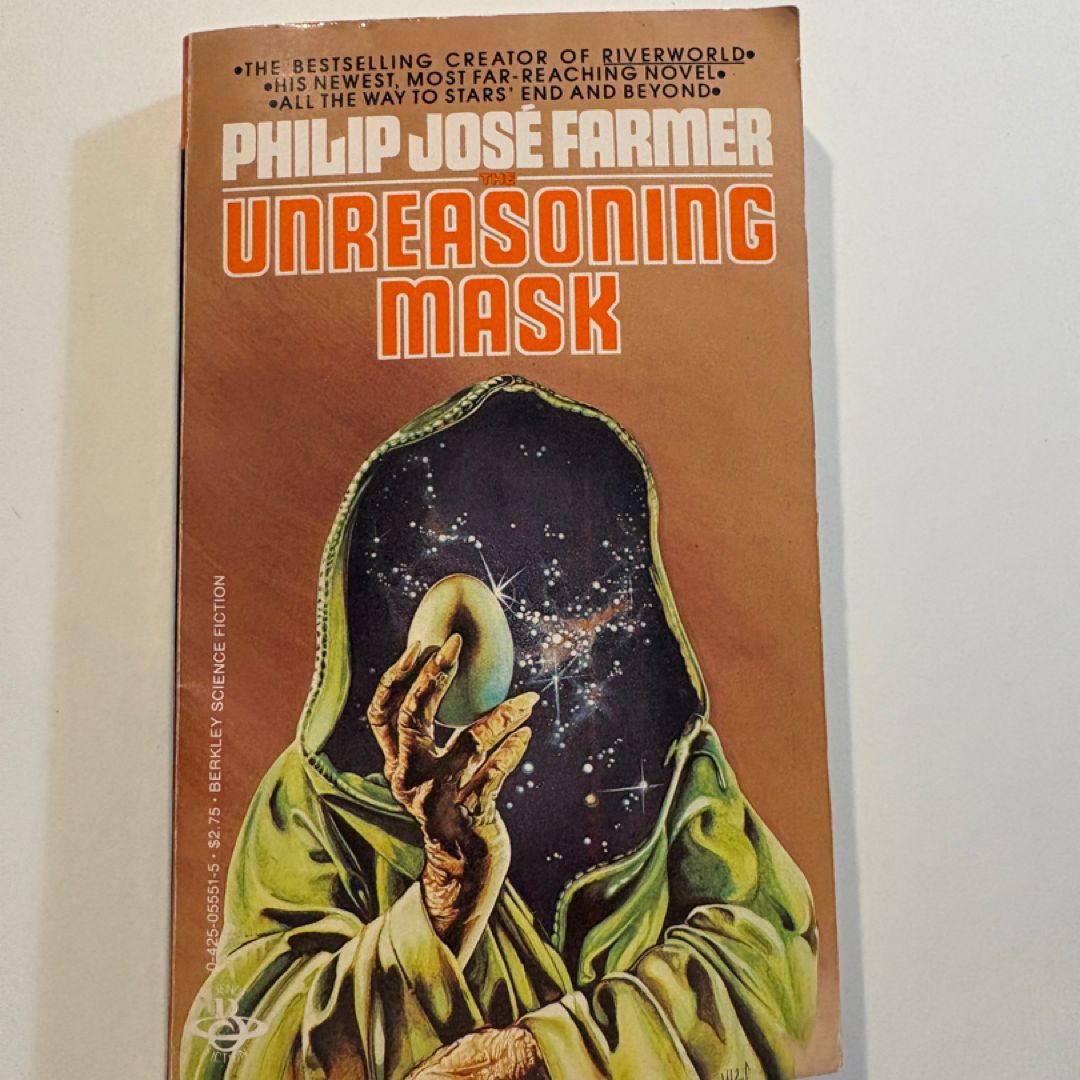 •THE BESTSELLING CREATOR OF RIVERWORLD•
•HIS NEWEST, MOST FAR-REACHING NOVEL•
•ALL THE WAY TO STARS' END AND BEYOND•
PHILIP JOSÉ FARMER
THE
UNREASONING
MASK
0-425-05551-5 • $2.75 • BERKLEY SCIENCE FICTION